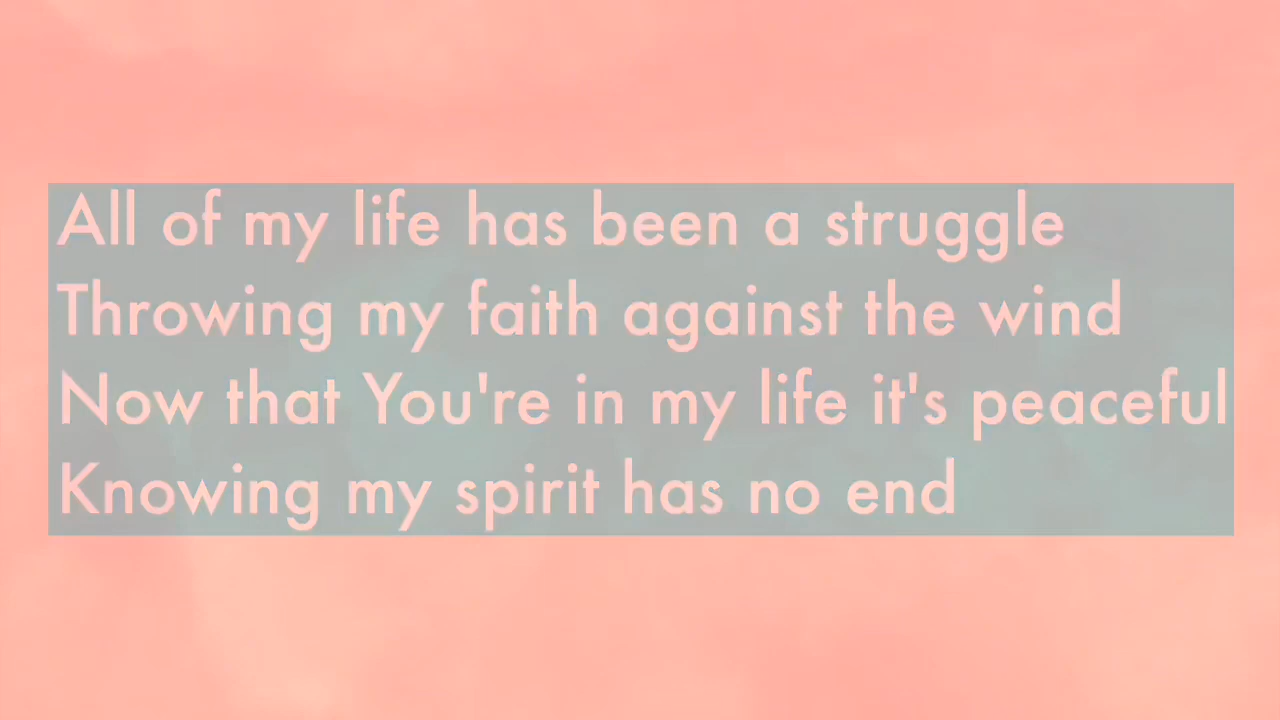 All of my life has been a struggle
Throwing my faith against the wind
Now that You're in my life it's peaceful
Knowing my spirit has no end